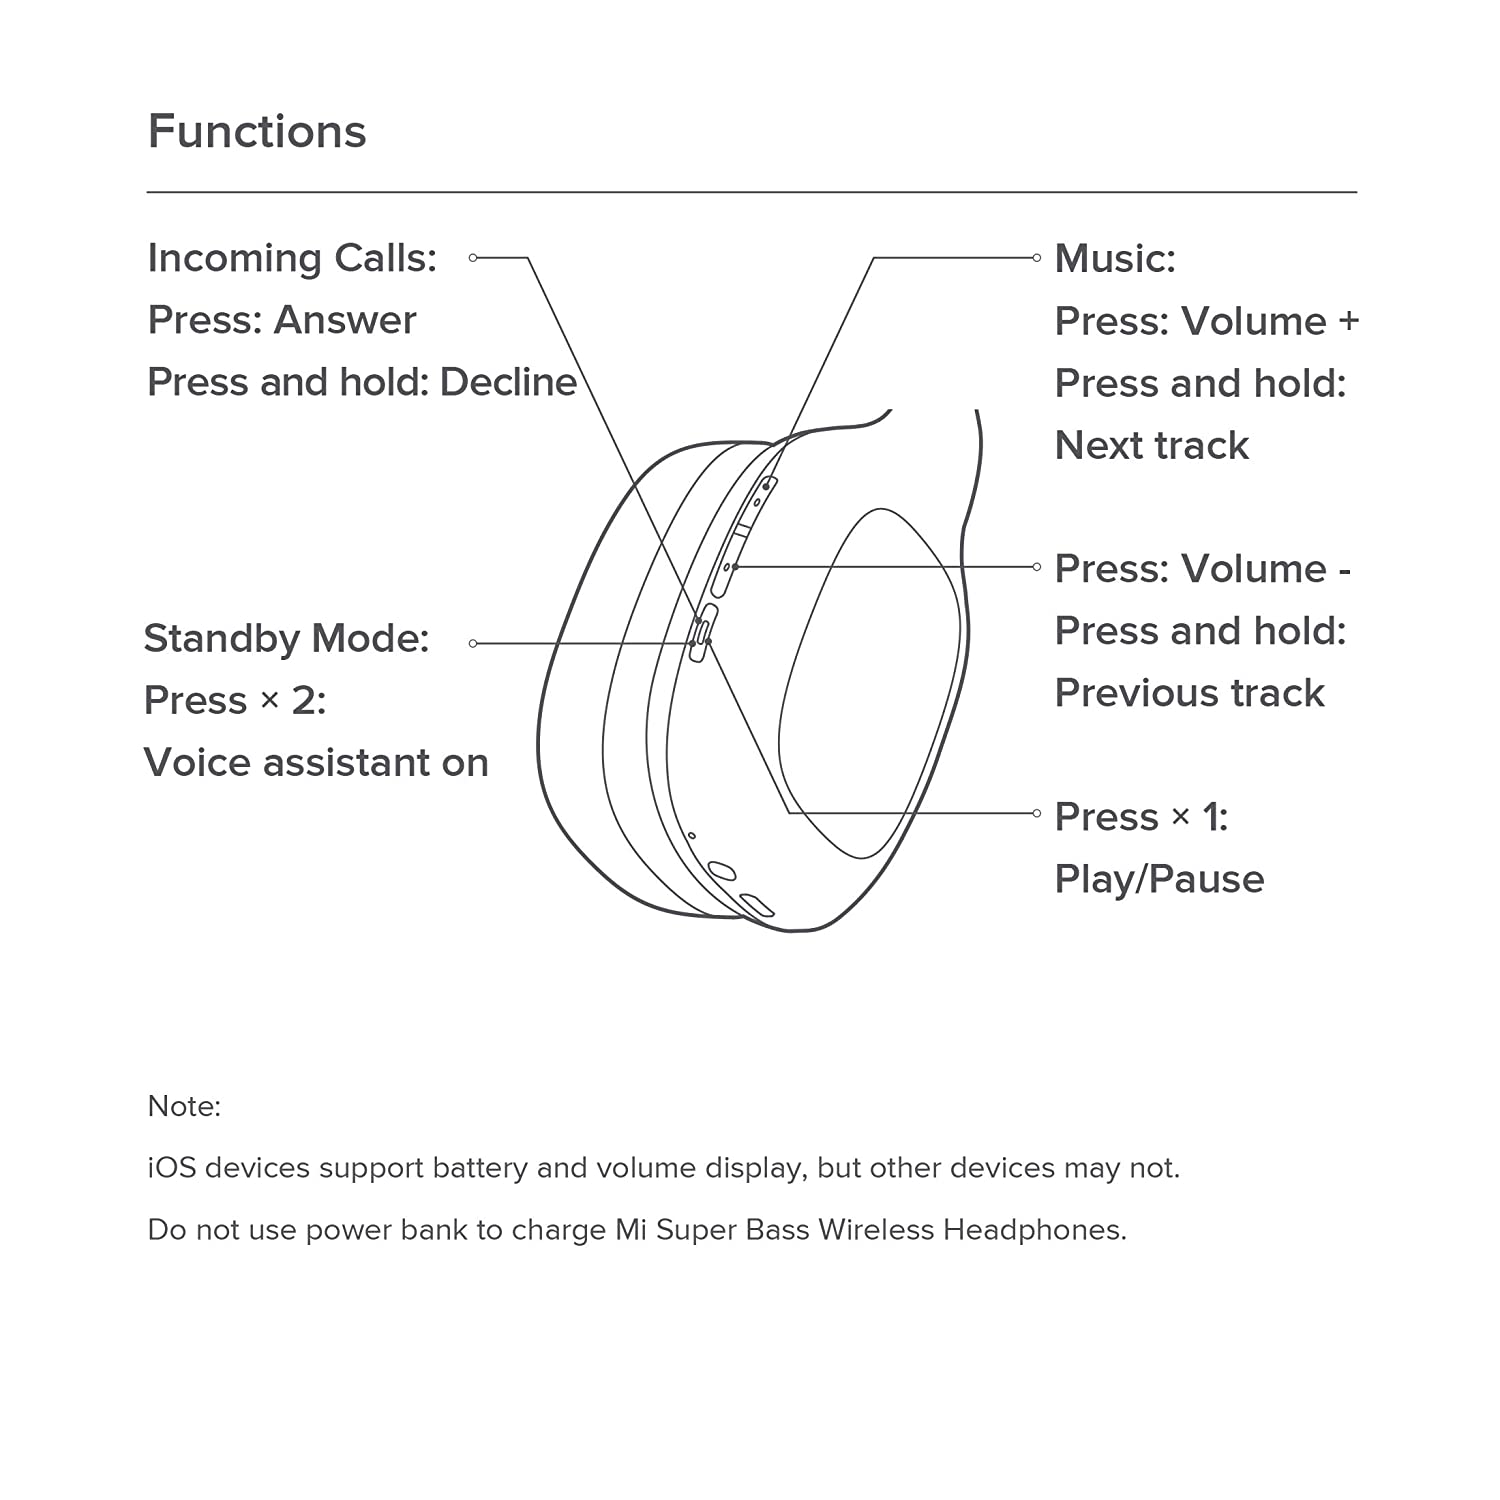 Functions
Incoming Calls:
Press: Answer
Press and hold: Decline
Standby Mode:
Press × 2:
Voice assistant on
Music:
Press: Volume +
Press and hold:
Next track
Press: Volume -
Press and hold:
Previous track
Press × 1:
Play/Pause
Note:
iOS devices support battery and volume display, but other devices may not.
Do not use power bank to charge Mi Super Bass Wireless Headphones.